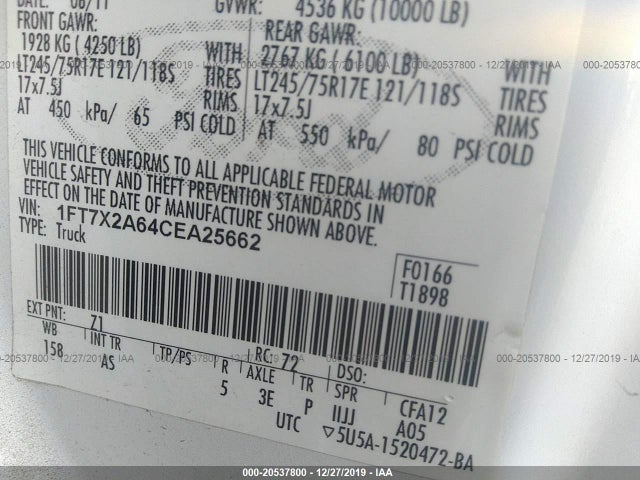 DATE: 08/11 GVWR: 4536 KG (10000 LB)
FRONT GAWR: REAR GAWR:
1928 KG ( 4250 LB) WITH 2767 KG ( 6100 LB) WITH
LT245/75R17E 121/118S TIRES LT245/75R17E 121/118S TIRES
17x7.5J RIMS 17x7.5J RIMS
AT 450 kPa/ 65 PSI COLD AT 550 kPa/ 80 PSI COLD
THIS VEHICLE CONFORMS TO ALL APPLICABLE FEDERAL MOTOR
VEHICLE SAFETY AND THEFT PREVENTION STANDARDS IN
EFFECT ON THE DATE OF MANUFACTURE SHOWN ABOVE.
VIN: 1FT7X2A64CEA25662
TYPE: Truck
F0166
T1898
EXT PNT: Z1 RC: 72 DSO:
WB INT TR TP/PS R AXLE TR SPR CFA12
158 AS 5 3E P IIJJ A05
UTC ▽5U5A-1520472-BA
000-20537800 - 12/27/2019 - IAA